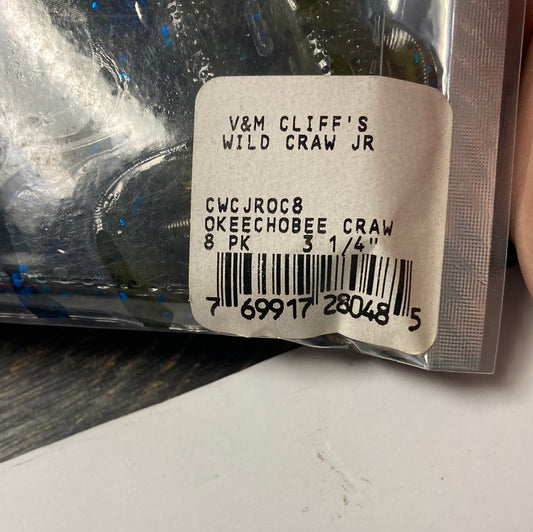 V&M CLIFF'S
WILD CRAW JR
CWCJROC8
OKEECHOBEE CRAW
8 PK 3 1/4"
7 69917 28048 5